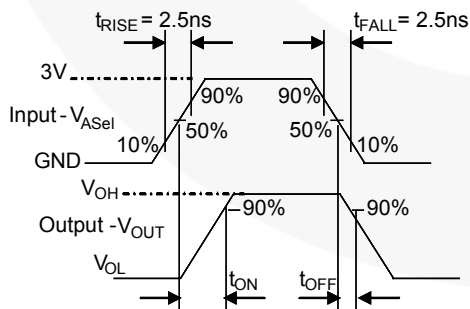 tRISE = 2.5ns
tFALL = 2.5ns
3V
90%
90%
Input - VASel
50%
50%
10%
10%
GND
VOH
90%
90%
Output -VOUT
VOL
tON
tOFF